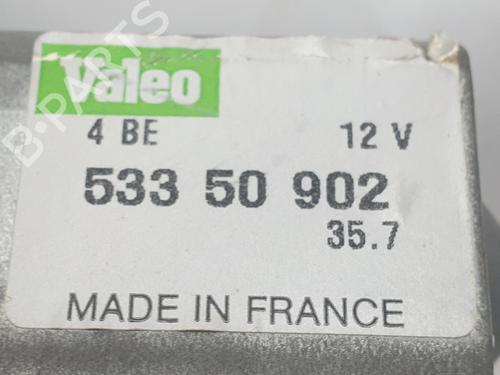 Valeo
4 BE 12 V
533 50 902
35.7
MADE IN FRANCE
B-PARTS